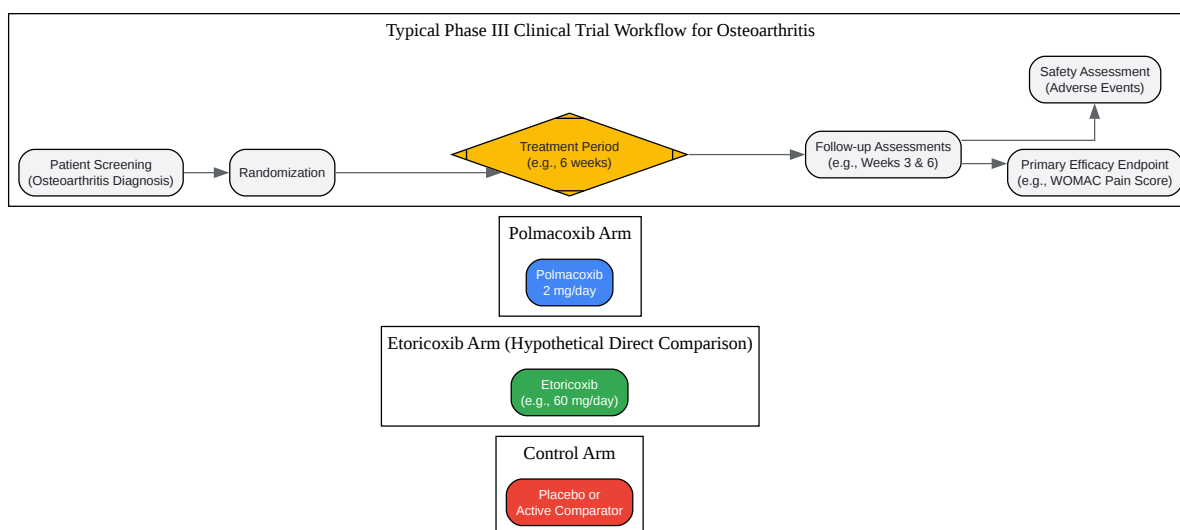 Typical Phase III Clinical Trial Workflow for Osteoarthritis
Safety Assessment
(Adverse Events)
Patient Screening
(Osteoarthritis Diagnosis)
Randomization
Treatment Period
(e.g., 6 weeks)
Follow-up Assessments
(e.g., Weeks 3 & 6)
Primary Efficacy Endpoint
(e.g., WOMAC Pain Score)
Polmacoxib Arm
Polmacoxib
2 mg/day
Etoricoxib Arm (Hypothetical Direct Comparison)
Etoricoxib
(e.g., 60 mg/day)
Control Arm
Placebo or
Active Comparator